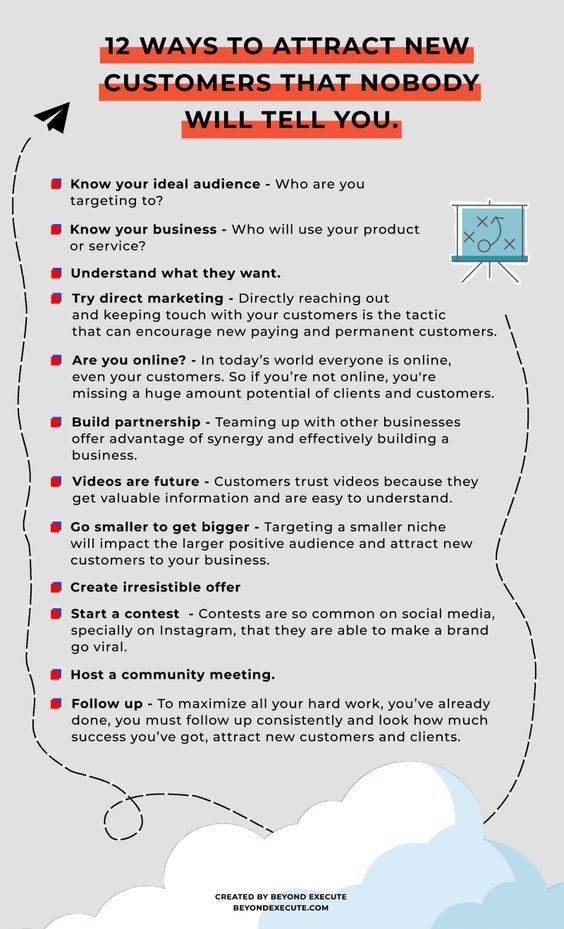 12 WAYS TO ATTRACT NEW
CUSTOMERS THAT NOBODY
WILL TELL YOU.
Know your ideal audience - Who are you
targeting to?
Know your business - Who will use your product
or service?
Understand what they want.
Try direct marketing - Directly reaching out
and keeping touch with your customers is the tactic
that can encourage new paying and permanent customers.
Are you online? - In today's world everyone is online,
even your customers. So if you're not online, you're
missing a huge amount potential of clients and customers.
Build partnership - Teaming up with other businesses
offer advantage of synergy and effectively building a
business.
Videos are future - Customers trust videos because they
get valuable information and are easy to understand.
Go smaller to get bigger - Targeting a smaller niche
will impact the larger positive audience and attract new
customers to your business.
Create irresistible offer
Start a contest - Contests are so common on social media,
specially on Instagram, that they are able to make a brand
go viral.
Host a community meeting.
Follow up - To maximize all your hard work, you've already
done, you must follow up consistently and look how much
success you've got, attract new customers and clients.
CREATED BY BEYOND EXECUTE
BEYONDEXECUTE.COM